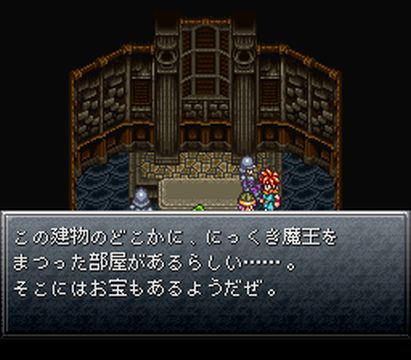 この建物のどこかに、にっくき魔王を
まつった部屋があるらしい……。
そこにはお宝もあるようだぜ。